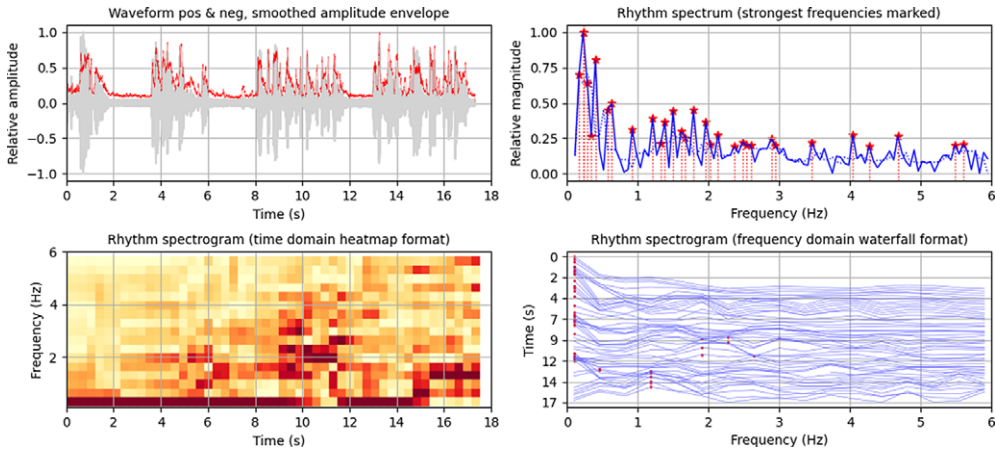 Waveform pos & neg, smoothed amplitude envelope
Relative amplitude
1.0
0.5
0.0
−0.5
−1.0
0 2 4 6 8 10 12 14 16 18
Time (s)
Rhythm spectrum (strongest frequencies marked)
Relative magnitude
1.00
0.75
0.50
0.25
0.00
0 1 2 3 4 5 6
Frequency (Hz)
Rhythm spectrogram (time domain heatmap format)
Frequency (Hz)
6
4
2
0 2 4 6 8 10 12 14 16 18
Time (s)
Rhythm spectrogram (frequency domain waterfall format)
Time (s)
0
2
4
7
9
12
14
17
0 1 2 3 4 5 6
Frequency (Hz)